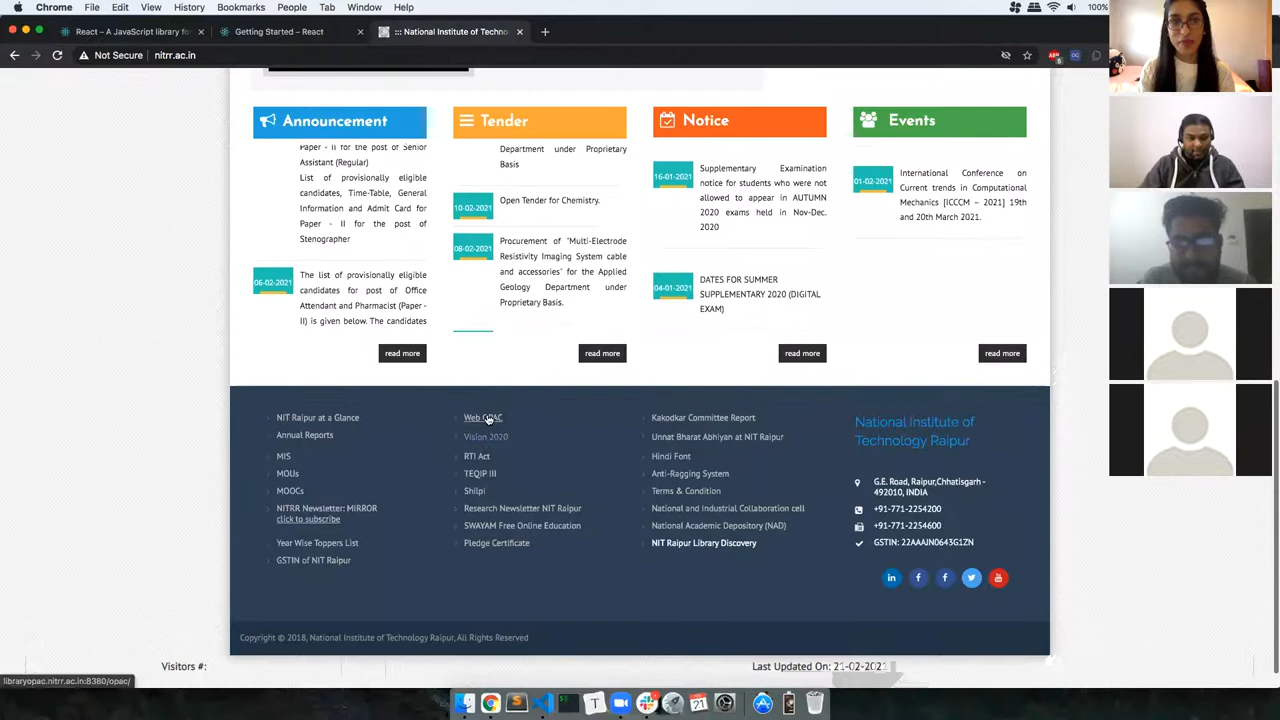 Chrome File Edit View History Bookmarks People Tab Window Help 100%
React – A JavaScript library fo
Getting Started – React
::: National Institute of Techno
Not Secure nitrr.ac.in
Announcement
Paper - II for the post of Senior
Assistant (Regular)
List of provisionally eligible
candidates, Time-Table, General
Information and Admit Card for
Paper - II for the post of
Stenographer
06-02-2021
The list of provisionally eligible
candidates for post of Office
Attendant and Pharmacist (Paper -
II) is given below. The candidates
read more
Tender
Department under Proprietary
Basis
10-02-2021
Open Tender for Chemistry.
08-02-2021
Procurement of "Multi-Electrode
Resistivity Imaging System cable
and accessories" for the Applied
Geology Department under
Proprietary Basis.
read more
Notice
16-01-2021
Supplementary Examination
notice for students who were not
allowed to appear in AUTUMN
2020 exams held in Nov-Dec.
2020
04-01-2021
DATES FOR SUMMER
SUPPLEMENTARY 2020 (DIGITAL
EXAM)
read more
Events
01-02-2021
International Conference on
Current trends in Computational
Mechanics [ICCCM – 2021] 19th
and 20th March 2021.
read more
NIT Raipur at a Glance
Annual Reports
MIS
MOUs
MOOCs
NITRR Newsletter: MIRROR
click to subscribe
Year Wise Toppers List
GSTIN of NIT Raipur
Web OPAC
Vision 2020
RTI Act
TEQIP III
Shilpi
Research Newsletter NIT Raipur
SWAYAM Free Online Education
Pledge Certificate
Kakodkar Committee Report
Unnat Bharat Abhiyan at NIT Raipur
Hindi Font
Anti-Ragging System
Terms & Condition
National and Industrial Collaboration cell
National Academic Depository (NAD)
NIT Raipur Library Discovery
National Institute of
Technology Raipur
G.E. Road, Raipur,Chhatisgarh -
492010, INDIA
+91-771-2254200
+91-771-2254600
GSTIN: 22AAAJN0643G1ZN
Copyright © 2018, National Institute of Technology Raipur, All Rights Reserved
Visitors #:
Last Updated On: 21-02-2021
libraryopac.nitrr.ac.in:8380/opac/